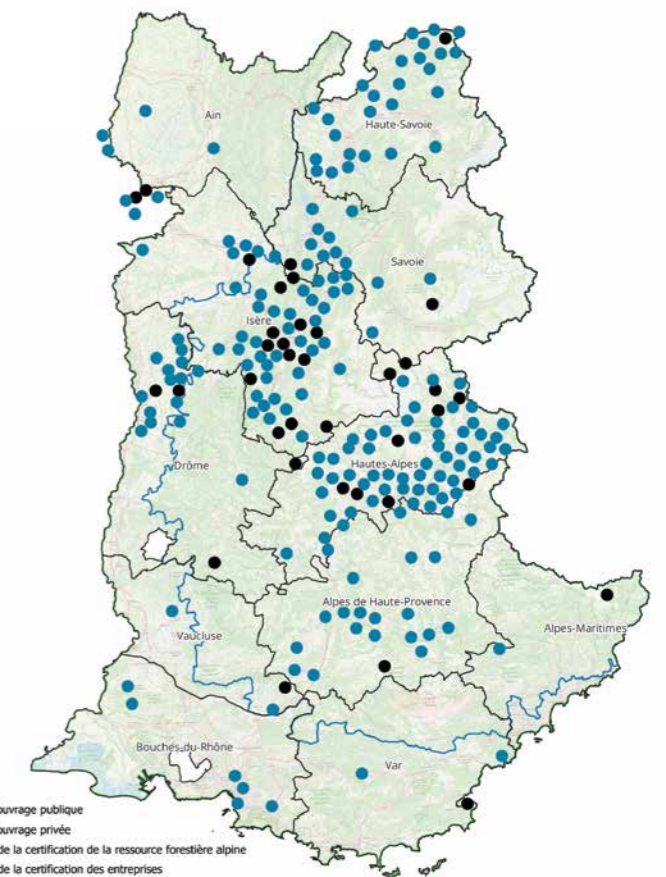 Ain
Haute-Savoie
Savoie
Isère
Drôme
Hautes-Alpes
Alpes de Haute-Provence
Alpes-Maritimes
Vaucluse
Bouches-du-Rhône
Var
ouvrage publique
ouvrage privée
de la certification de la ressource forestière alpine
de la certification des entreprises